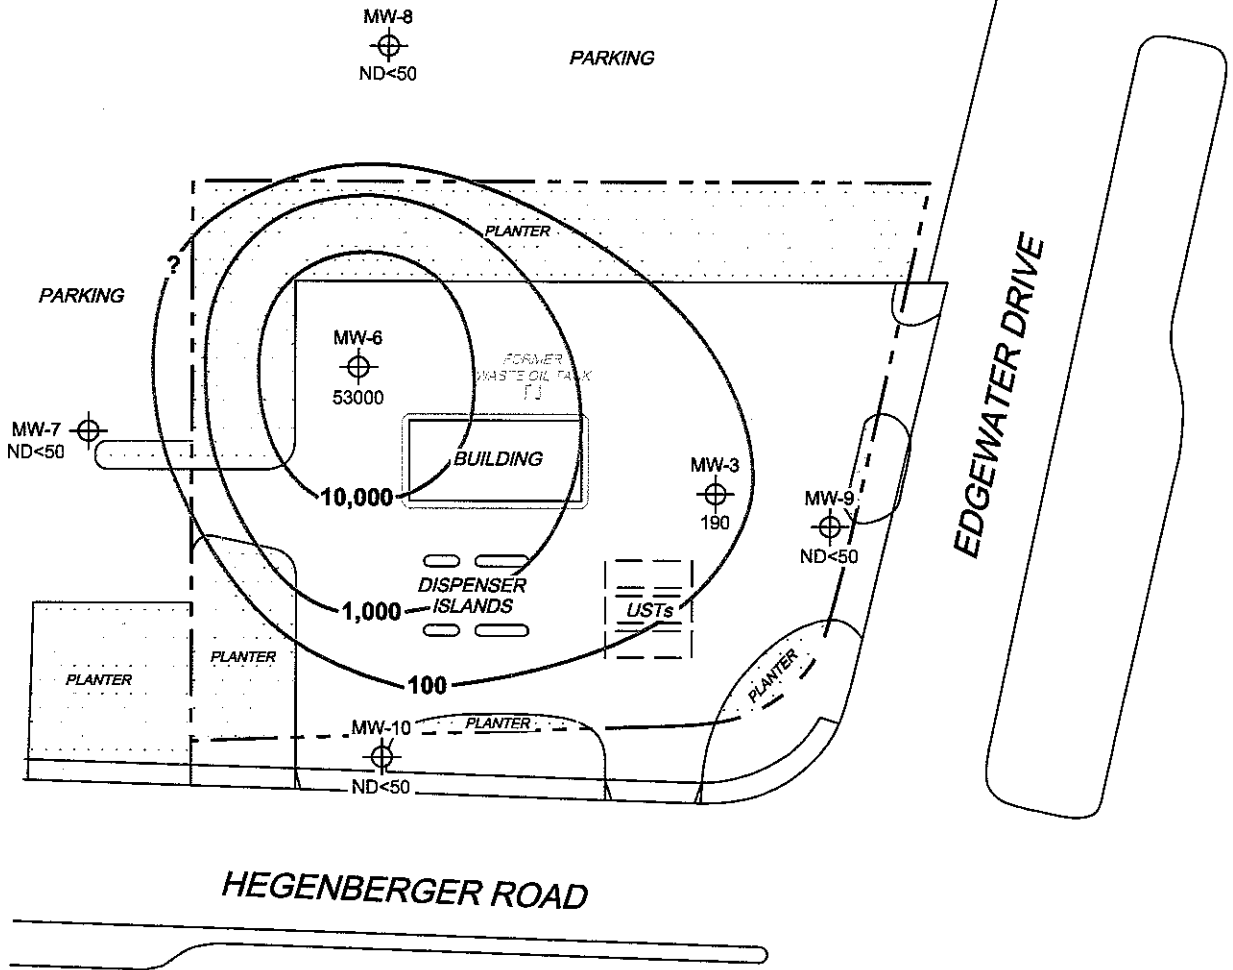 MW-8
ND<50
PARKING
PLANTER
?
PARKING
EDGEWATER DRIVE
MW-6
53000
FORMER
WASTE OIL TANK
MW-7
ND<50
BUILDING
MW-3
190
10,000
MW-9
ND<50
DISPENSER
ISLANDS
1,000
USTs
PLANTER
PLANTER
PLANTER
100
MW-10
PLANTER
ND<50
HEGENBERGER ROAD